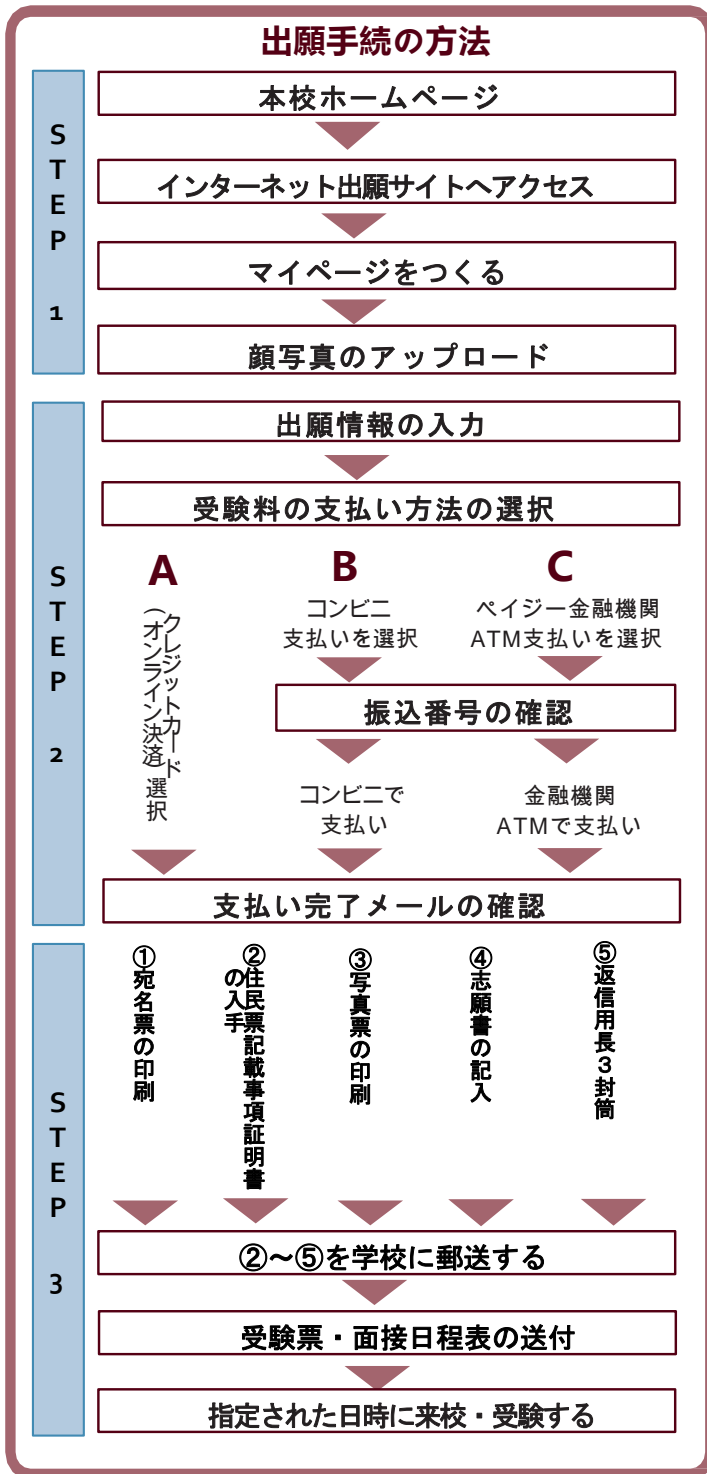 出願手続の方法
STEP 1
本校ホームページ
インターネット出願サイトへアクセス
マイページをつくる
顔写真のアップロード
STEP 2
出願情報の入力
受験料の支払い方法の選択
A
クレジットカード
(オンライン決済)選択
B
コンビニ
支払いを選択
C
ペイジー金融機関
ATM支払いを選択
振込番号の確認
コンビニで
支払い
金融機関
ATMで支払い
支払い完了メールの確認
STEP 3
①宛名票の印刷
②住民票記載事項証明書
の入手
③写真票の印刷
④志願書の記入
⑤返信用長3封筒
②～⑤を学校に郵送する
受験票・面接日程表の送付
指定された日時に来校・受験する